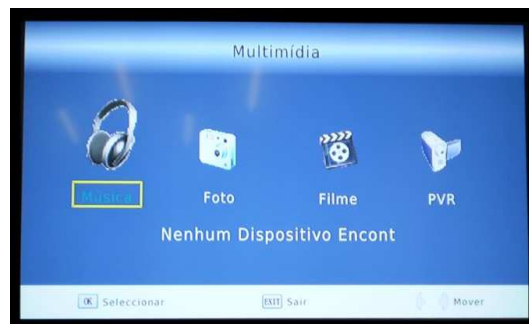 Multimídia
Música Foto Filme PVR
Nenhum Dispositivo Encont
OK Seleccionar EXIT Sair Mover